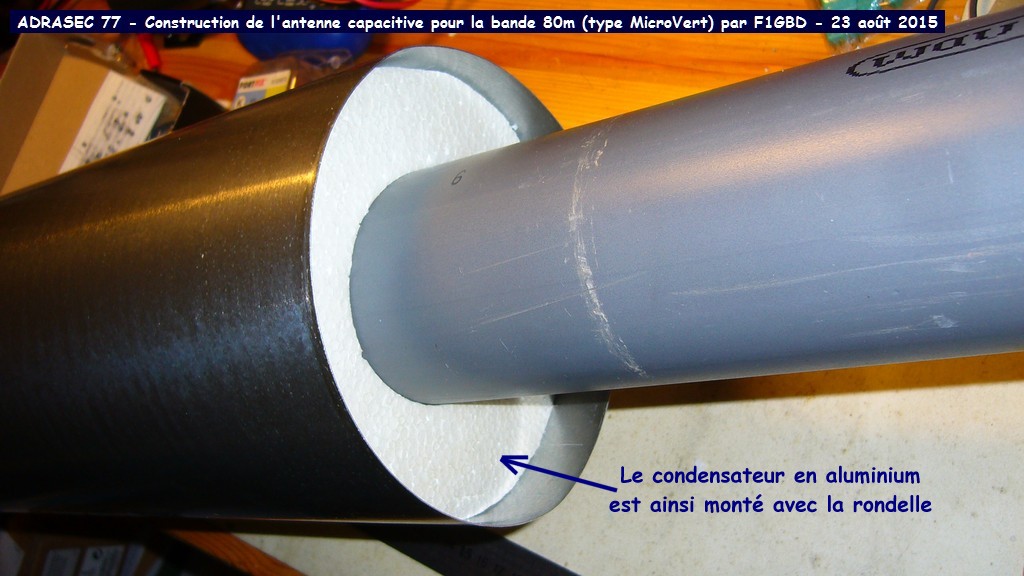 ADRASEC 77 - Construction de l'antenne capacitive pour la bande 80m (type MicroVert) par F1GBD - 23 août 2015
6
Le condensateur en aluminium
est ainsi monté avec la rondelle